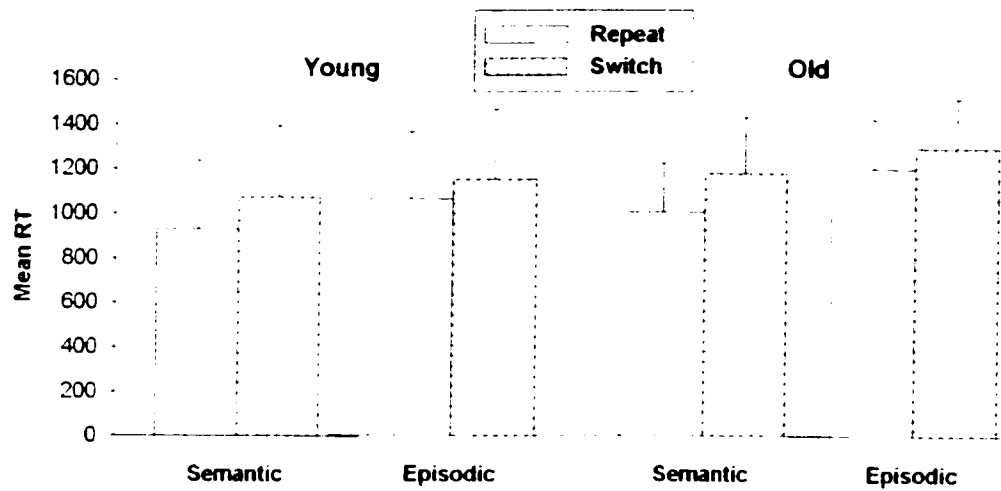 Repeat
Switch
Young
Old
Mean RT
1600
1400
1200
1000
800
600
400
200
0
Semantic
Episodic
Semantic
Episodic